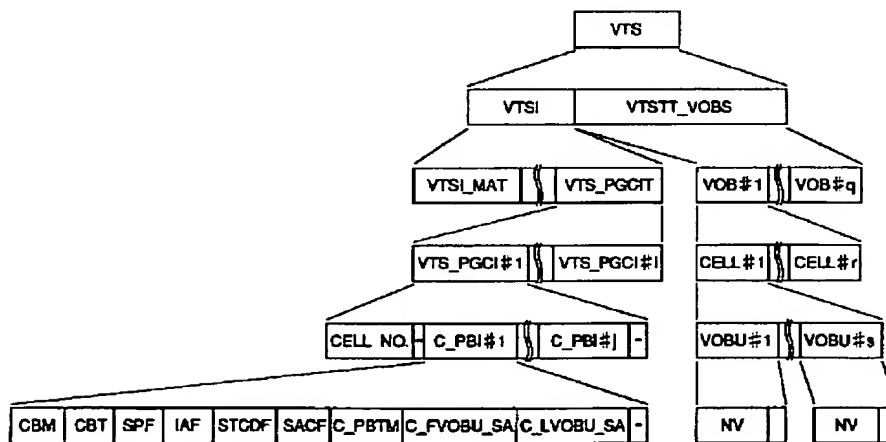 VTS
VTSI VTSTT_VOBS
VTSI_MAT VTS_PGCIT VOB#1 VOB#q
VTS_PGCI#1 VTS_PGCI#i CELL#1 CELL#r
CELL NO. - C_PBI#1 C_PBI#j - VOBU#1 VOBU#s
CBM CBT SPF IAF STCDF SACF C_PBTM C_FVOBU_SA C_LVOBU_SA - NV NV